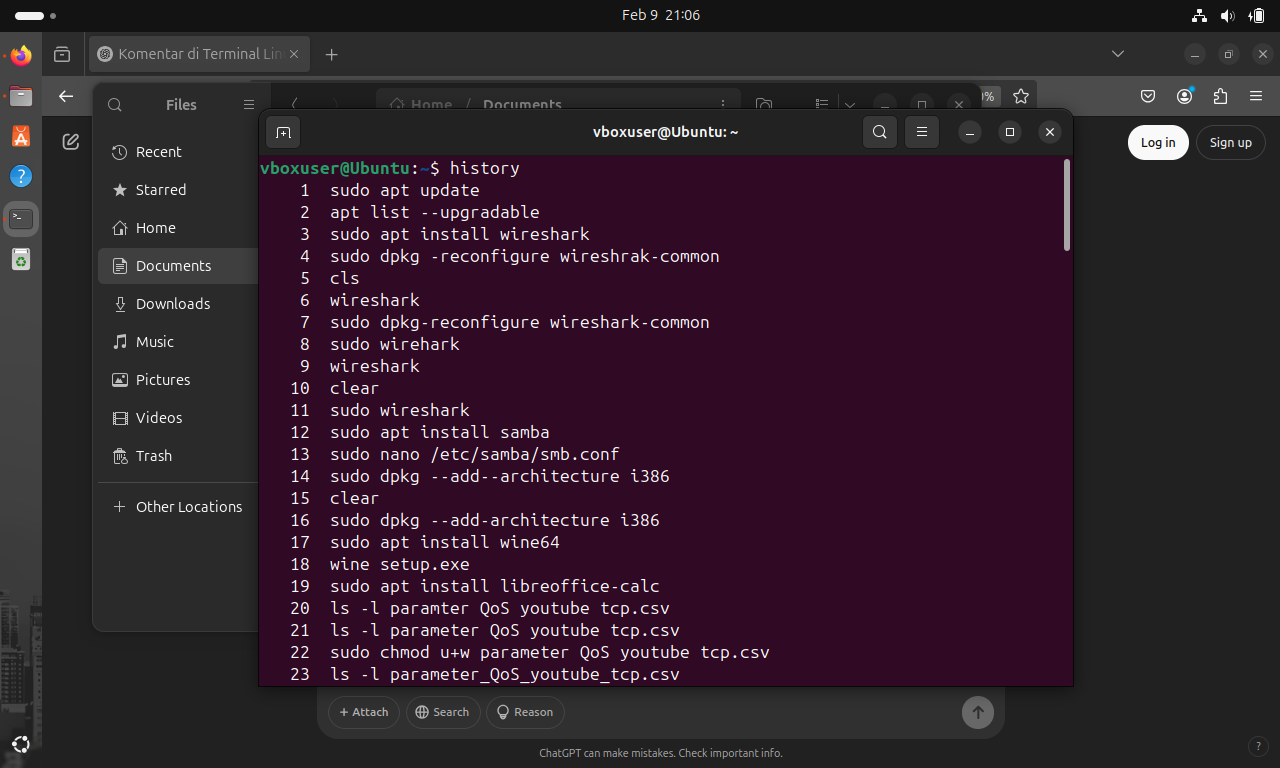 Feb 9 21:06
Komentar di Terminal Lin
Files
Home / Documents
Recent
Starred
Home
Documents
Downloads
Music
Pictures
Videos
Trash
Other Locations
Log in
Sign up
vboxuser@Ubuntu: ~
vboxuser@Ubuntu:~$ history
1 sudo apt update
2 apt list --upgradable
3 sudo apt install wireshark
4 sudo dpkg -reconfigure wireshrak-common
5 cls
6 wireshark
7 sudo dpkg-reconfigure wireshark-common
8 sudo wirehark
9 wireshark
10 clear
11 sudo wireshark
12 sudo apt install samba
13 sudo nano /etc/samba/smb.conf
14 sudo dpkg --add--architecture i386
15 clear
16 sudo dpkg --add-architecture i386
17 sudo apt install wine64
18 wine setup.exe
19 sudo apt install libreoffice-calc
20 ls -l paramter QoS youtube tcp.csv
21 ls -l parameter QoS youtube tcp.csv
22 sudo chmod u+w parameter QoS youtube tcp.csv
23 ls -l parameter_QoS_youtube_tcp.csv
+ Attach
Search
Reason
ChatGPT can make mistakes. Check important info.
?